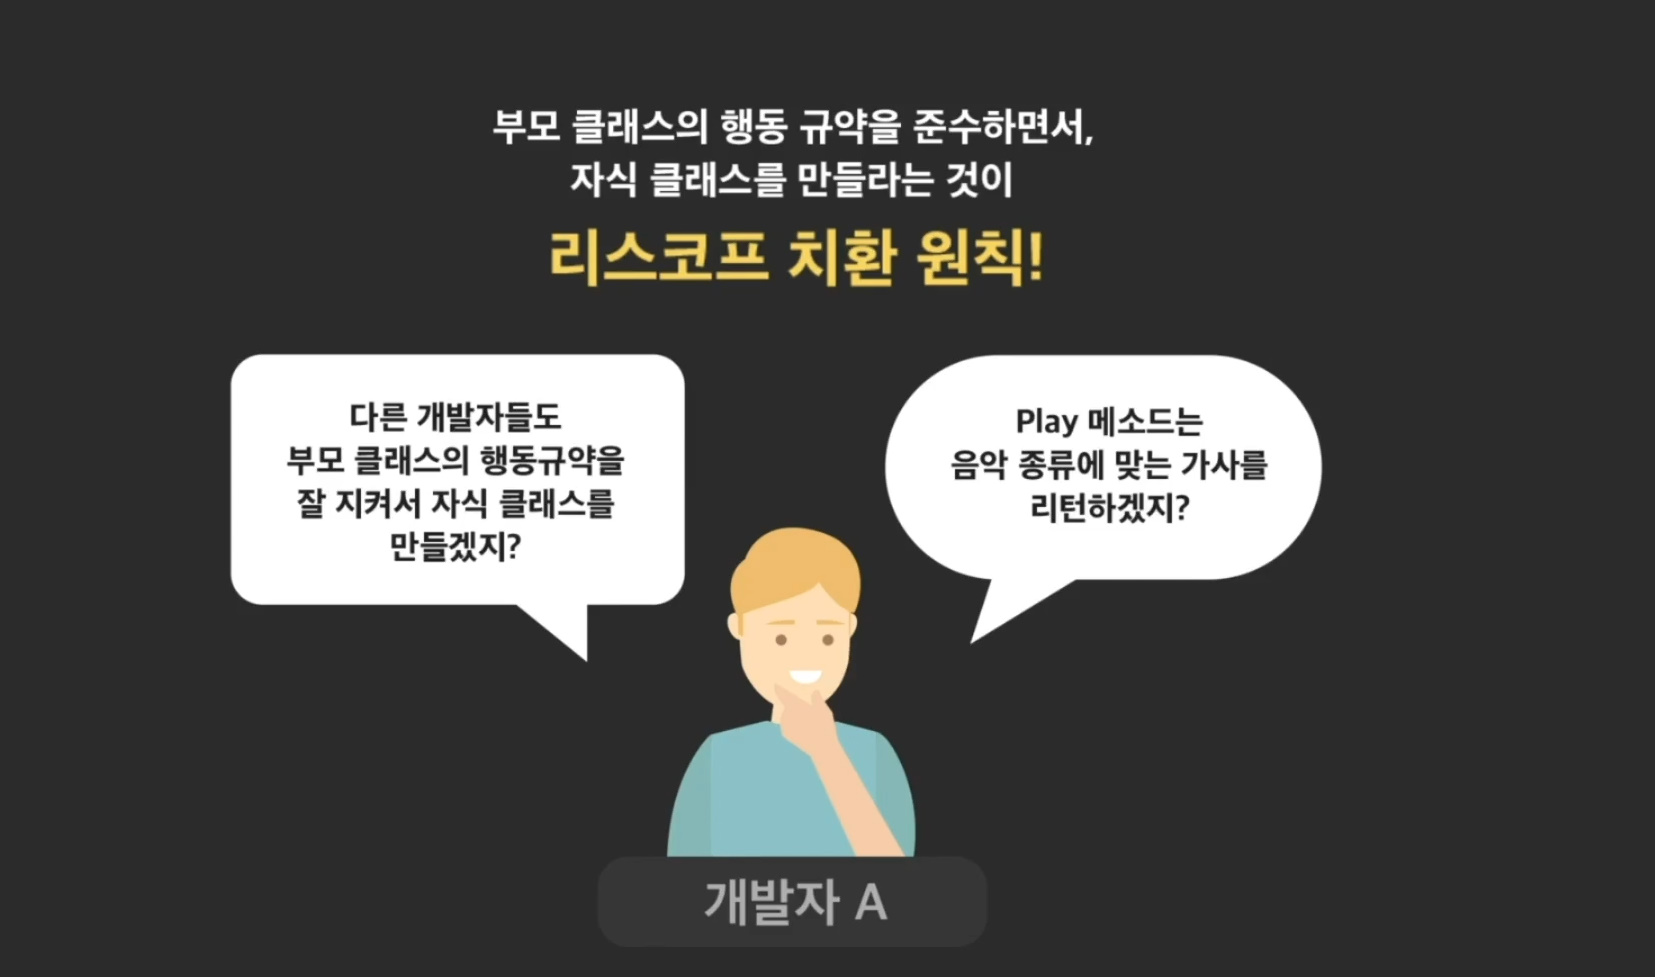 부모 클래스의 행동 규약을 준수하면서,
자식 클래스를 만들라는 것이
리스코프 치환 원칙!
다른 개발자들도
부모 클래스의 행동규약을
잘 지켜서 자식 클래스를
만들겠지?
Play 메소드는
음악 종류에 맞는 가사를
리턴하겠지?
개발자 A